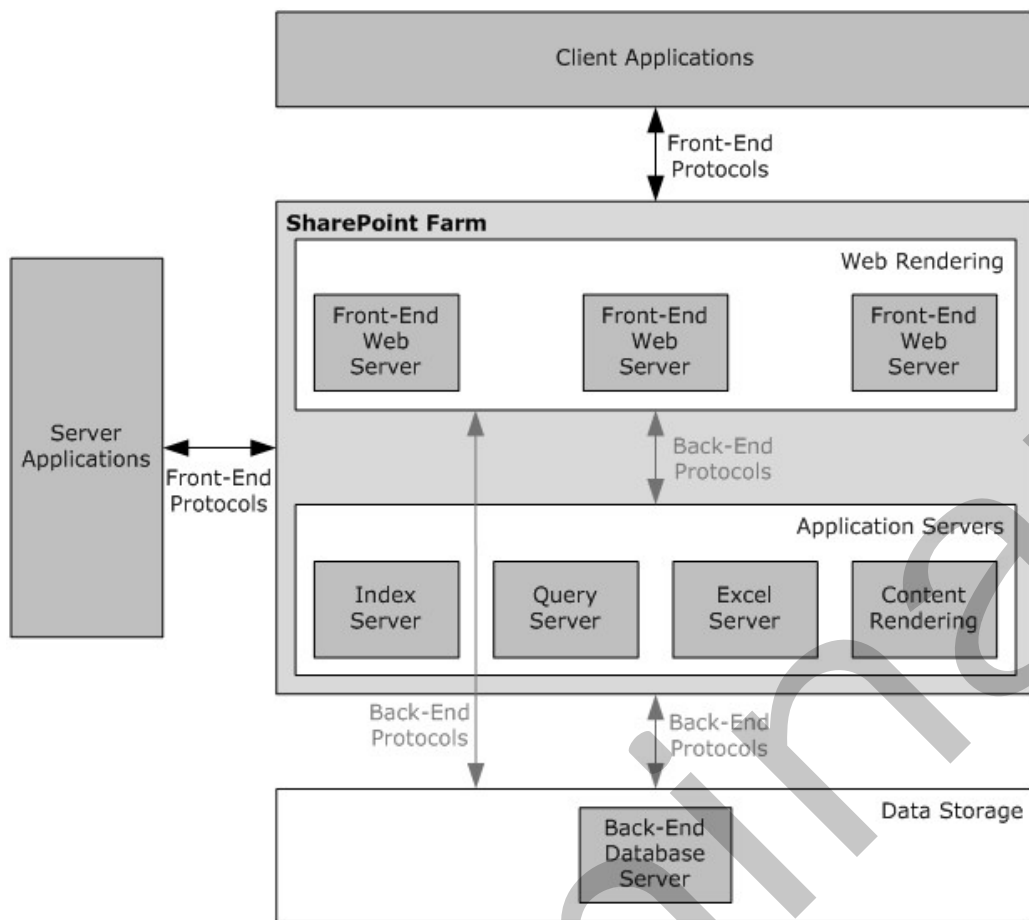 Client Applications
Front-End
Protocols
SharePoint Farm
Web Rendering
Front-End
Web
Server
Front-End
Web
Server
Front-End
Web
Server
Server
Applications
Front-End
Protocols
Back-End
Protocols
Application Servers
Index
Server
Query
Server
Excel
Server
Content
Rendering
Back-End
Protocols
Back-End
Protocols
Data Storage
Back-End
Database
Server